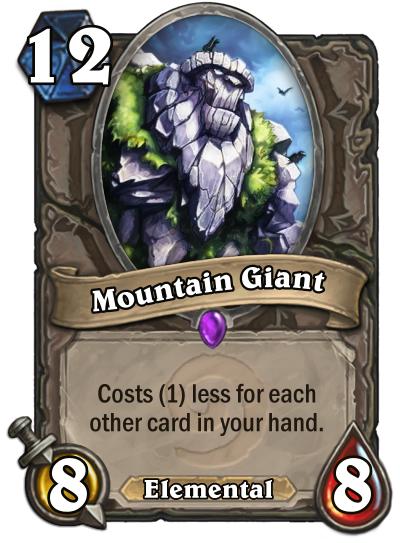 12
Mountain Giant
Costs (1) less for each
other card in your hand.
8
Elemental
8